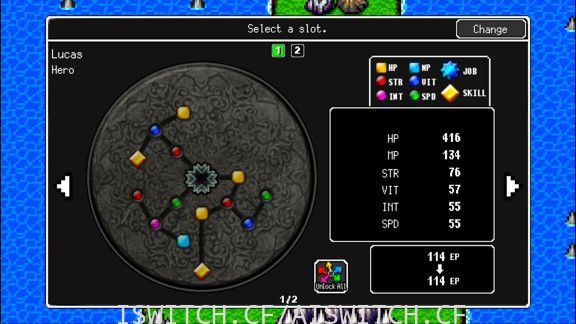 Select a slot.
Change
Lucas
Hero
1 2
HP MP JOB
STR VIT
INT SPD SKILL
HP 416
MP 134
STR 76
VIT 57
INT 55
SPD 55
Unlock All
114 EP
114 EP
1/2
ISWITCH.CF/AISWITCH.CF